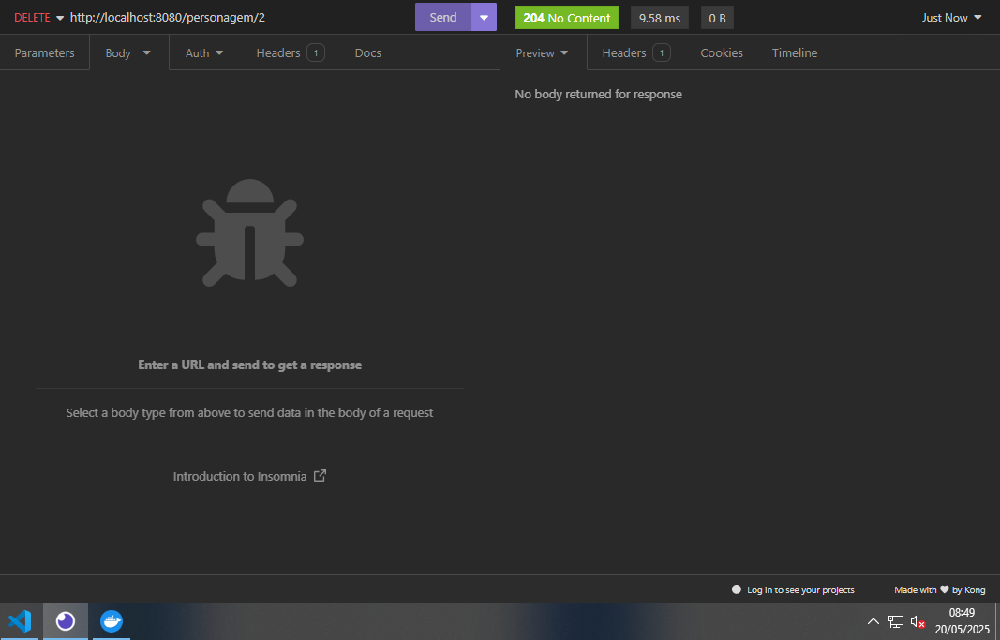 DELETE http://localhost:8080/personagem/2 Send
204 No Content 9.58 ms 0 B Just Now
Parameters Body Auth Headers 1 Docs
Preview Headers 1 Cookies Timeline
No body returned for response
Enter a URL and send to get a response
Select a body type from above to send data in the body of a request
Introduction to Insomnia
Log in to see your projects Made with by Kong
08:49
20/05/2025